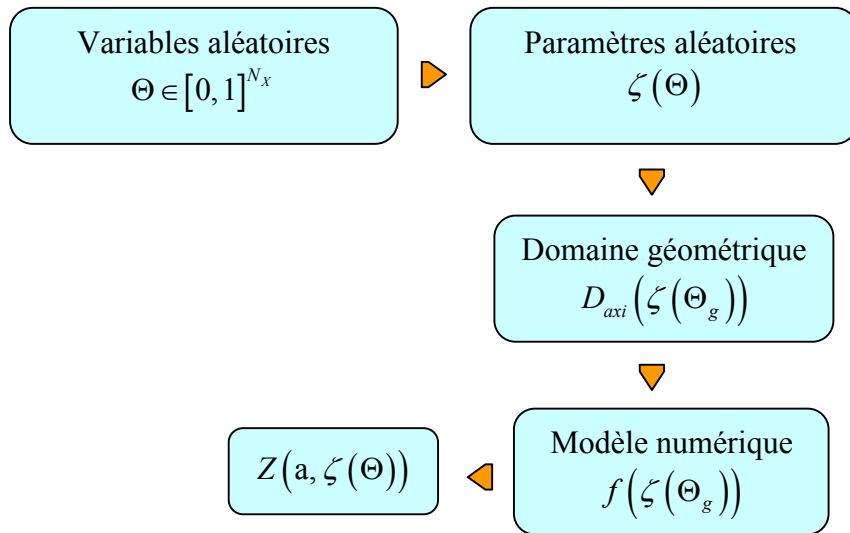 Variables aléatoires
Θ ∈ [0, 1]^{N_X}
Paramètres aléatoires
ζ(Θ)
Domaine géométrique
D_{axi}(ζ(Θ_g))
Modèle numérique
f(ζ(Θ_g))
Z(a, ζ(Θ))